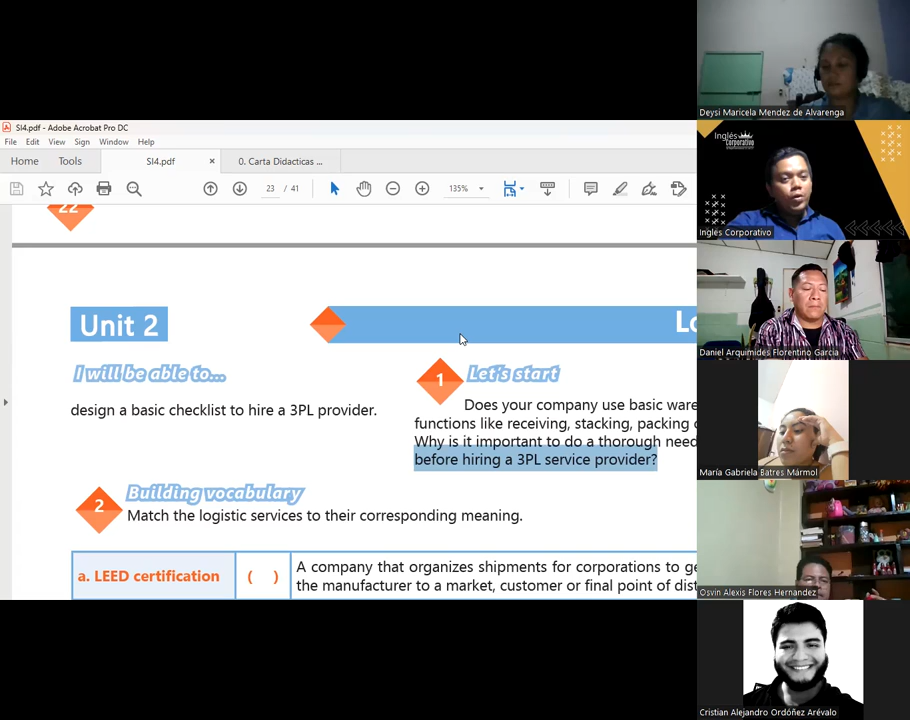 SI4.pdf - Adobe Acrobat Pro DC
File Edit View Sign Window Help
Home Tools SI4.pdf × 0. Carta Didacticas ...
23 / 41 135%
22
Unit 2
Lo
I will be able to...
design a basic checklist to hire a 3PL provider.
1 Let's start
Does your company use basic ware
functions like receiving, stacking, packing
Why is it important to do a thorough need
before hiring a 3PL service provider?
2 Building vocabulary
Match the logistic services to their corresponding meaning.
a. LEED certification ( ) A company that organizes shipments for corporations to ge
the manufacturer to a market, customer or final point of dist
Deysi Maricela Mendez de Alvarenga
Inglés
Corporativo
Inglés Corporativo
Daniel Arquimides Florentino Garcia
María Gabriela Batres Mármol
Osvin Alexis Flores Hernandez
Cristian Alejandro Ordóñez Arévalo